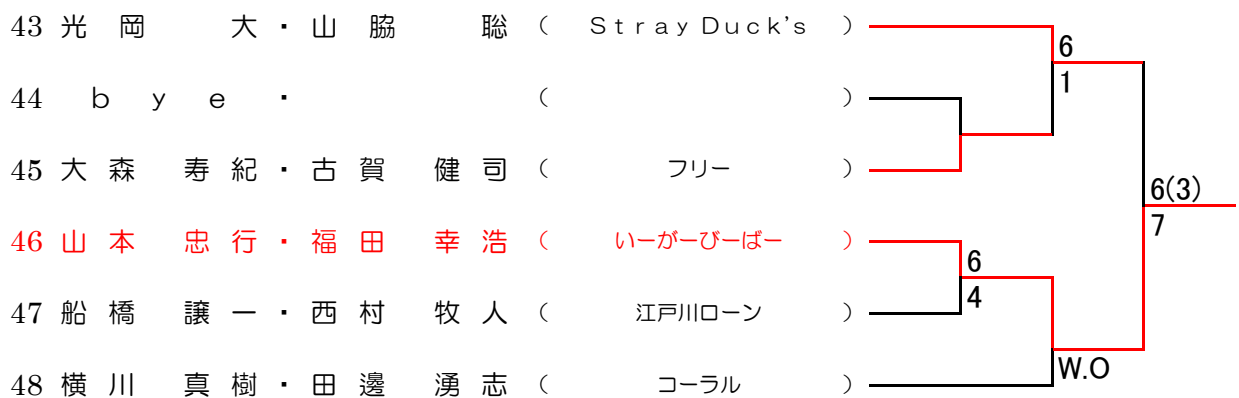 43 光岡 大・山脇 聡 ( Stray Duck's )
6
1
44 bye・ ( )
45 大森 寿紀・古賀 健司 ( フリー )
6(3)
7
46 山本 忠行・福田 幸浩 ( いーがーびーばー )
6
4
47 船橋 譲一・西村 牧人 ( 江戸川ローン )
W.O
48 横川 真樹・田邊 湧志 ( コーラル )